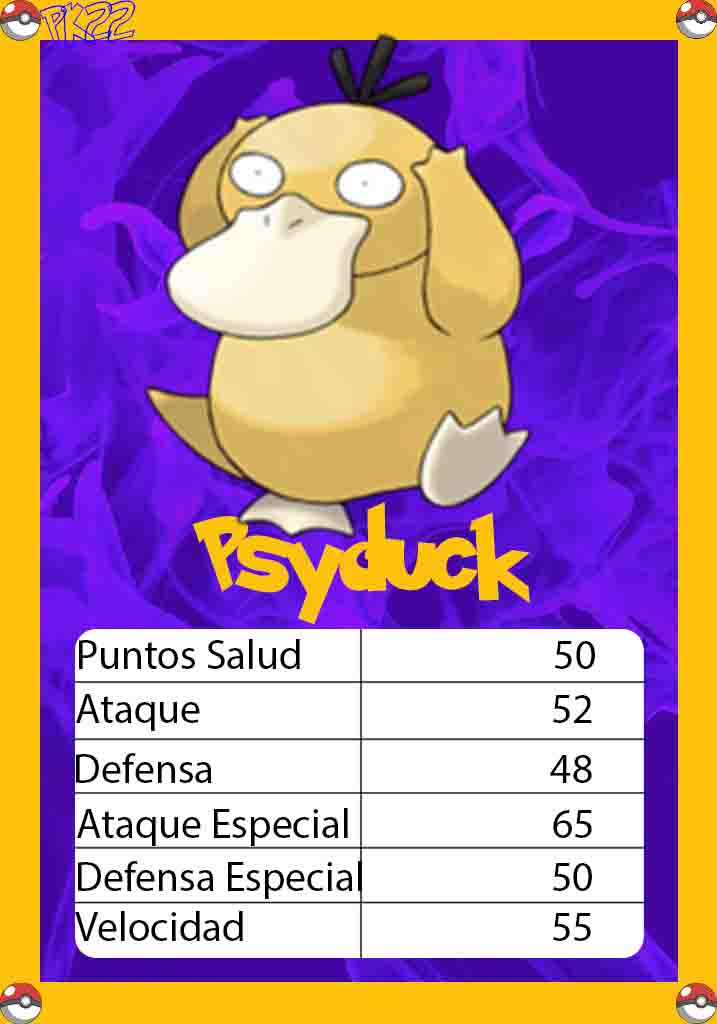 PK22
Psyduck
Puntos Salud 50
Ataque 52
Defensa 48
Ataque Especial 65
Defensa Especial 50
Velocidad 55